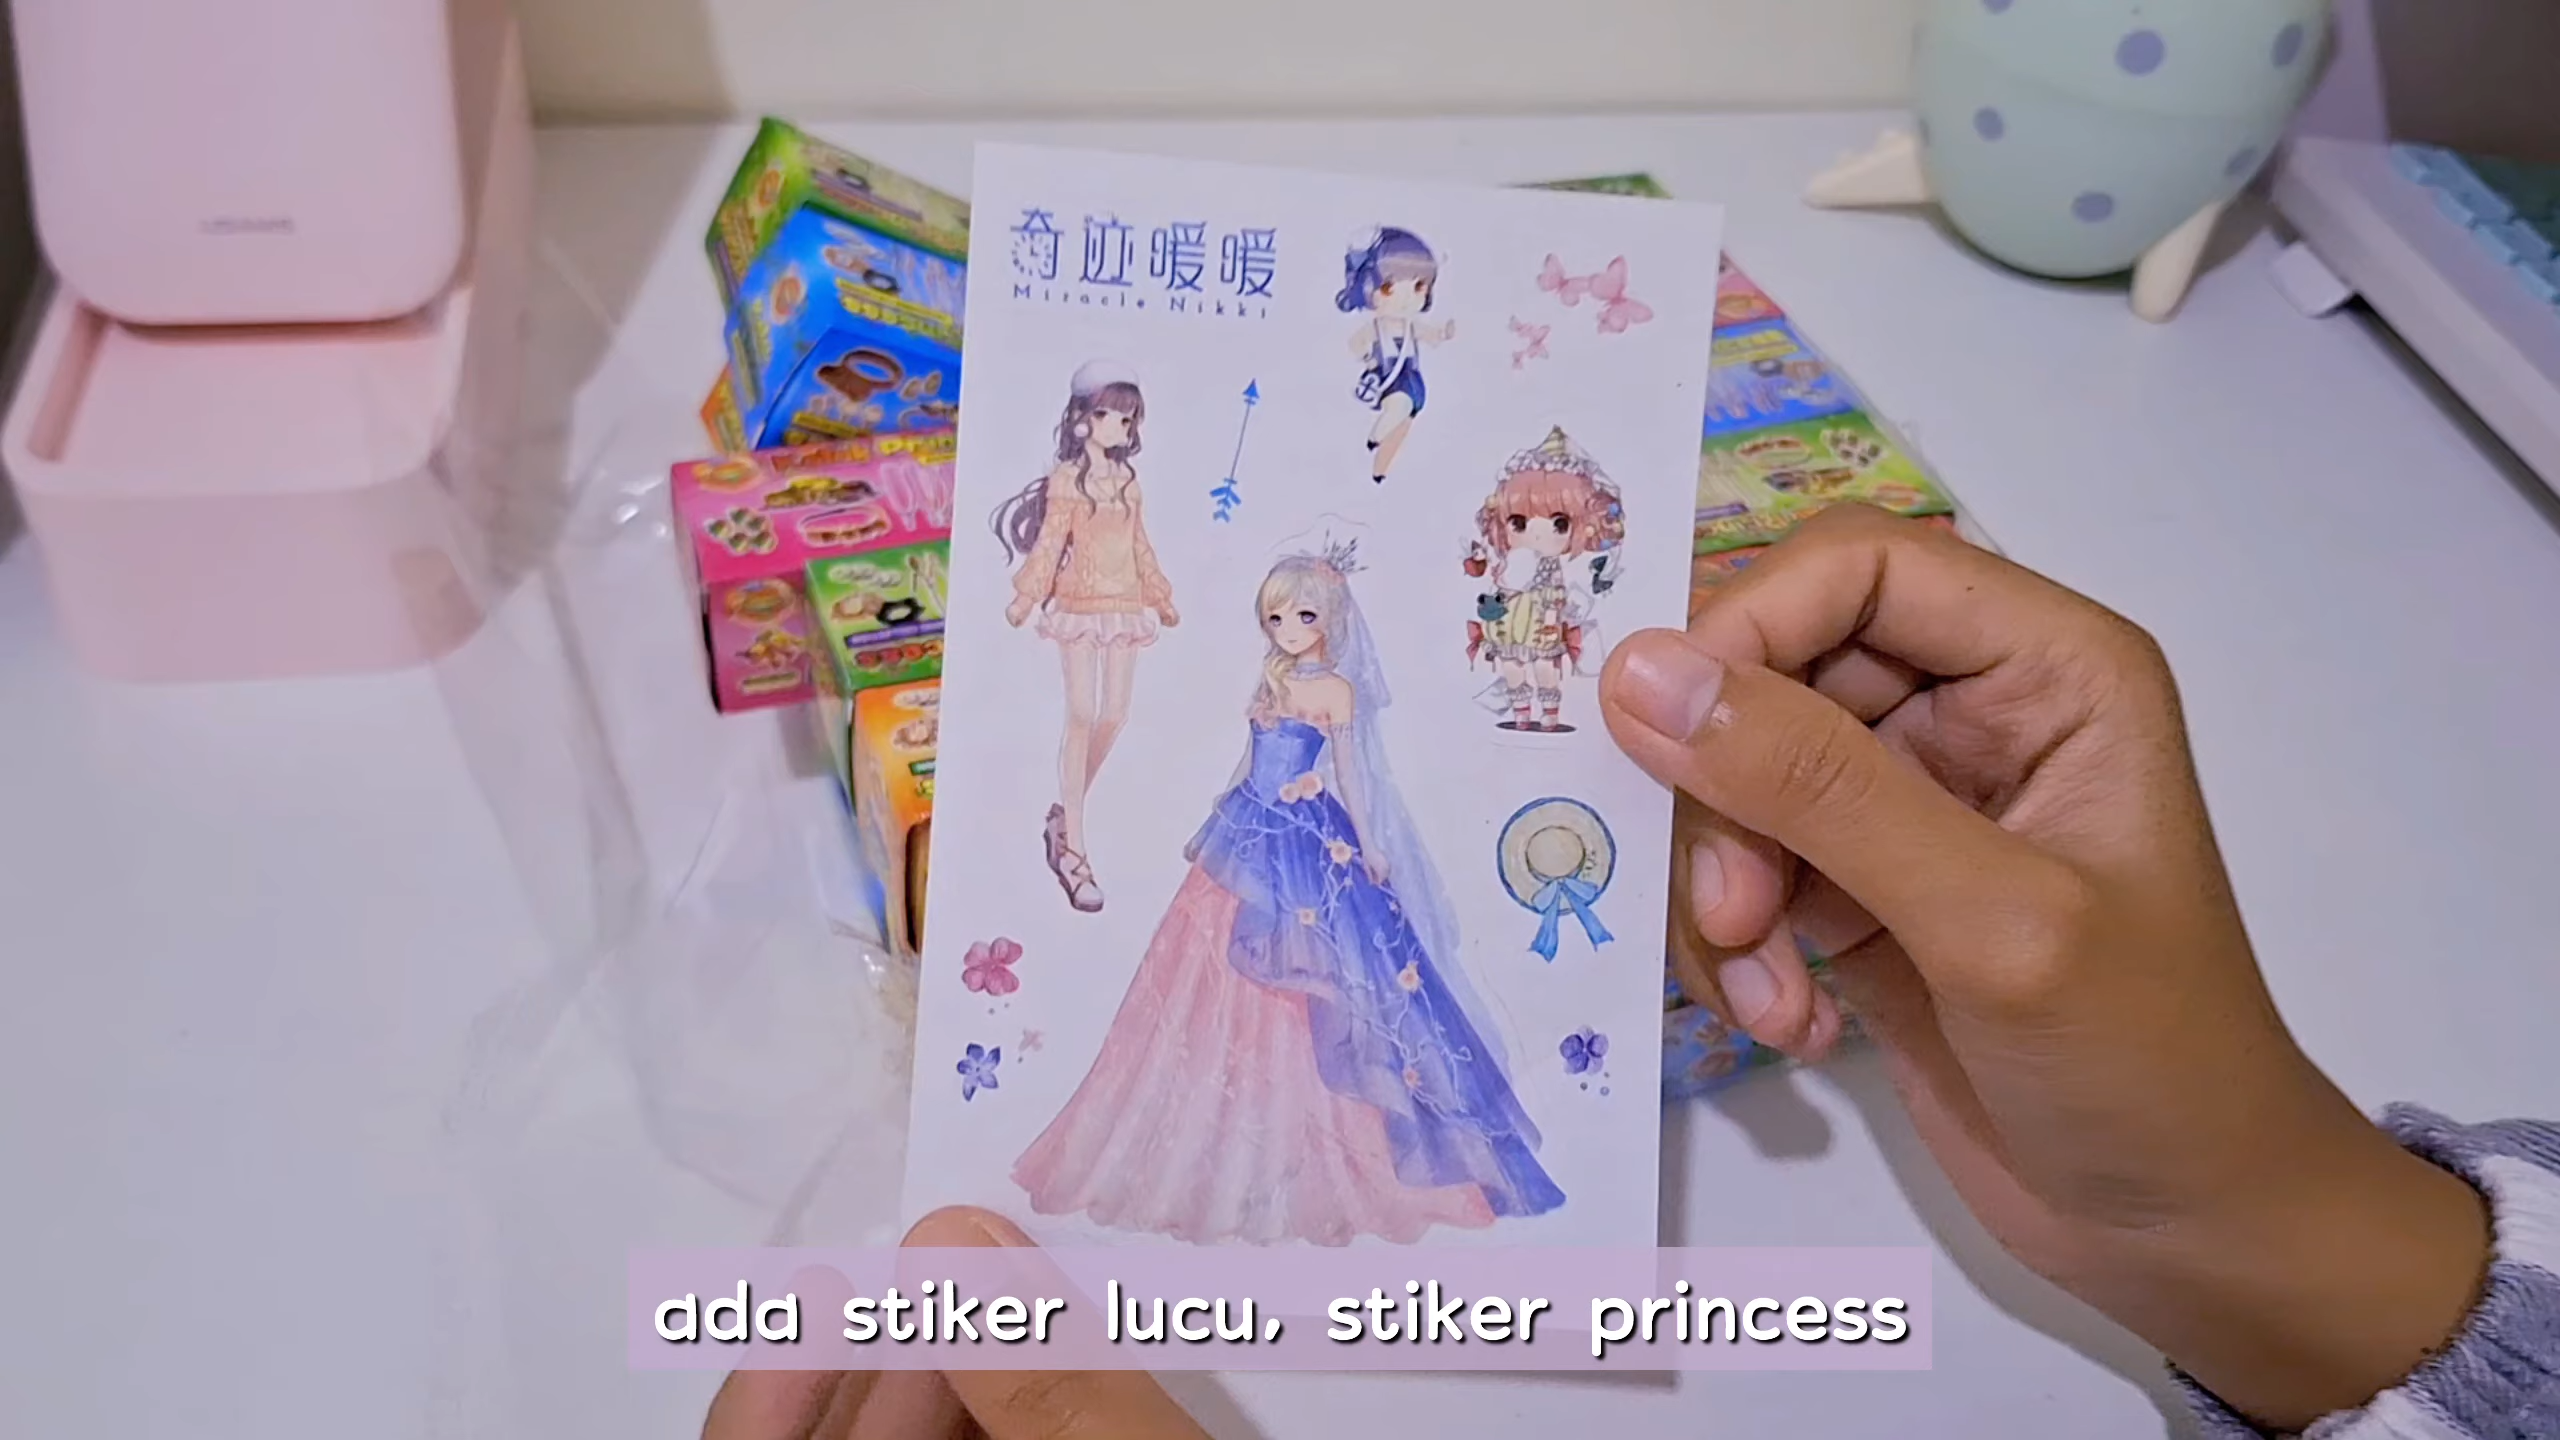 奇迹暖暖
Miracle Nikki
ada stiker lucu, stiker princess